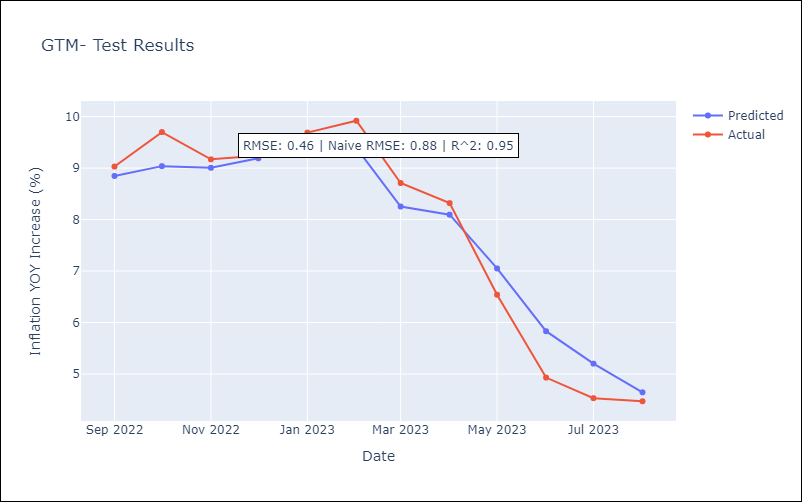 GTM- Test Results
Predicted
Actual
RMSE: 0.46 | Naive RMSE: 0.88 | R^2: 0.95
Inflation YOY Increase (%)
10
9
8
7
6
5
Sep 2022
Nov 2022
Jan 2023
Mar 2023
May 2023
Jul 2023
Date